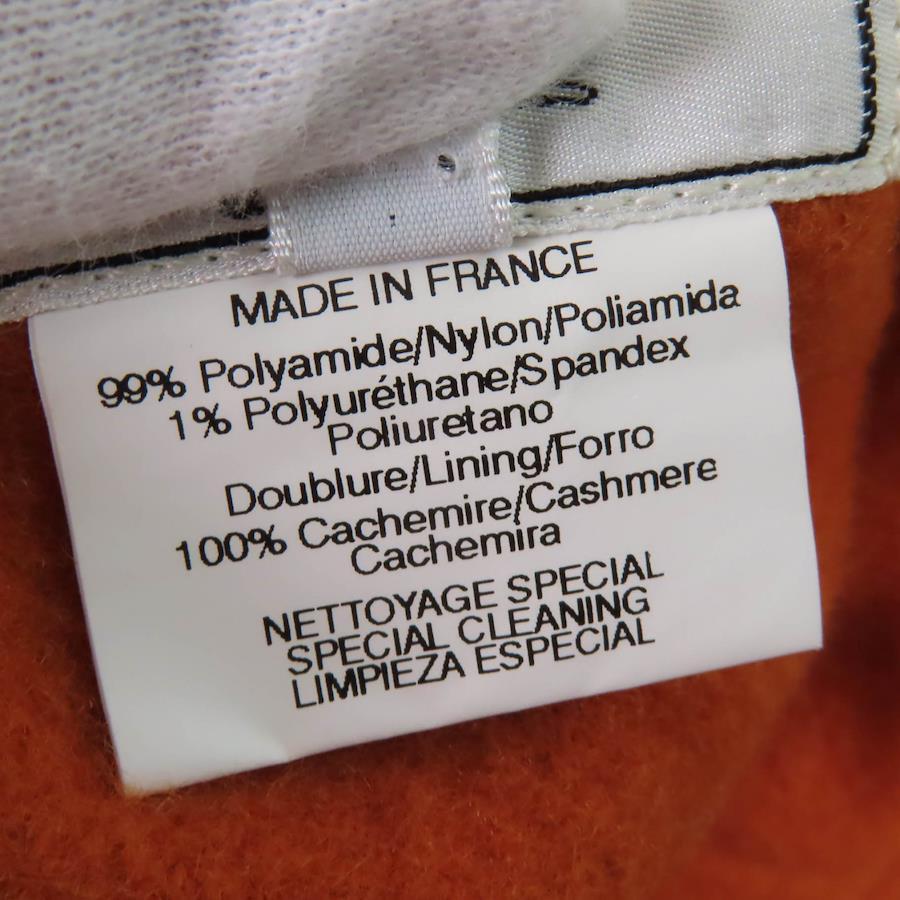 MADE IN FRANCE
99% Polyamide/Nylon/Poliamida
1% Polyuréthane/Spandex
Poliuretano
Doublure/Lining/Forro
100% Cachemire/Cashmere
Cachemira
NETTOYAGE SPECIAL
SPECIAL CLEANING
LIMPIEZA ESPECIAL